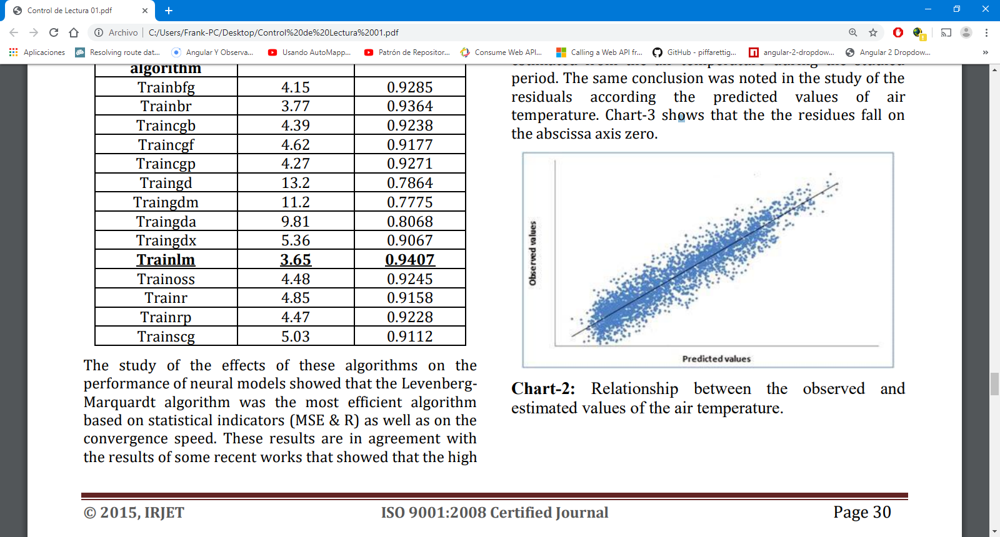 Control de Lectura 01.pdf
Archivo
C:/Users/Frank-PC/Desktop/Control%20de%20Lectura%2001.pdf
Aplicaciones
Resolving route dat...
Angular Y Observa...
Usando AutoMapp...
Patrón de Repositor...
Consume Web API...
Calling a Web API fr...
GitHub - piffarettig...
angular-2-dropdow...
Angular 2 Dropdow...
algorithm
Trainbfg 4.15 0.9285
Trainbr 3.77 0.9364
Traincgb 4.39 0.9238
Traincgf 4.62 0.9177
Traincgp 4.27 0.9271
Traingd 13.2 0.7864
Traingdm 11.2 0.7775
Traingda 9.81 0.8068
Traingdx 5.36 0.9067
Trainlm 3.65 0.9407
Trainoss 4.48 0.9245
Trainr 4.85 0.9158
Trainrp 4.47 0.9228
Trainscg 5.03 0.9112
The study of the effects of these algorithms on the
performance of neural models showed that the Levenberg-
Marquardt algorithm was the most efficient algorithm
based on statistical indicators (MSE & R) as well as on the
convergence speed. These results are in agreement with
the results of some recent works that showed that the high
period. The same conclusion was noted in the study of the
residuals according the predicted values of air
temperature. Chart-3 shows that the the residues fall on
the abscissa axis zero.
Observed values
Predicted values
Chart-2: Relationship between the observed and
estimated values of the air temperature.
© 2015, IRJET
ISO 9001:2008 Certified Journal
Page 30